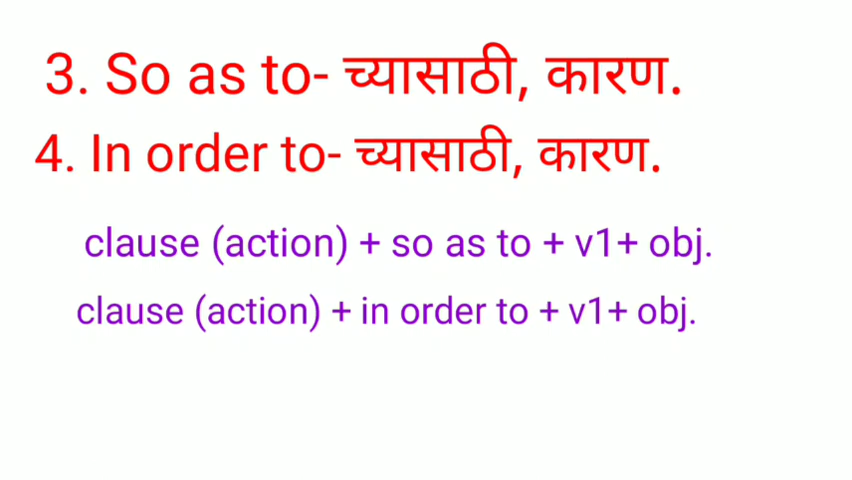 3. So as to- च्यासाठी, कारण.
4. In order to- च्यासाठी, कारण.
clause (action) + so as to + v1+ obj.
clause (action) + in order to + v1+ obj.